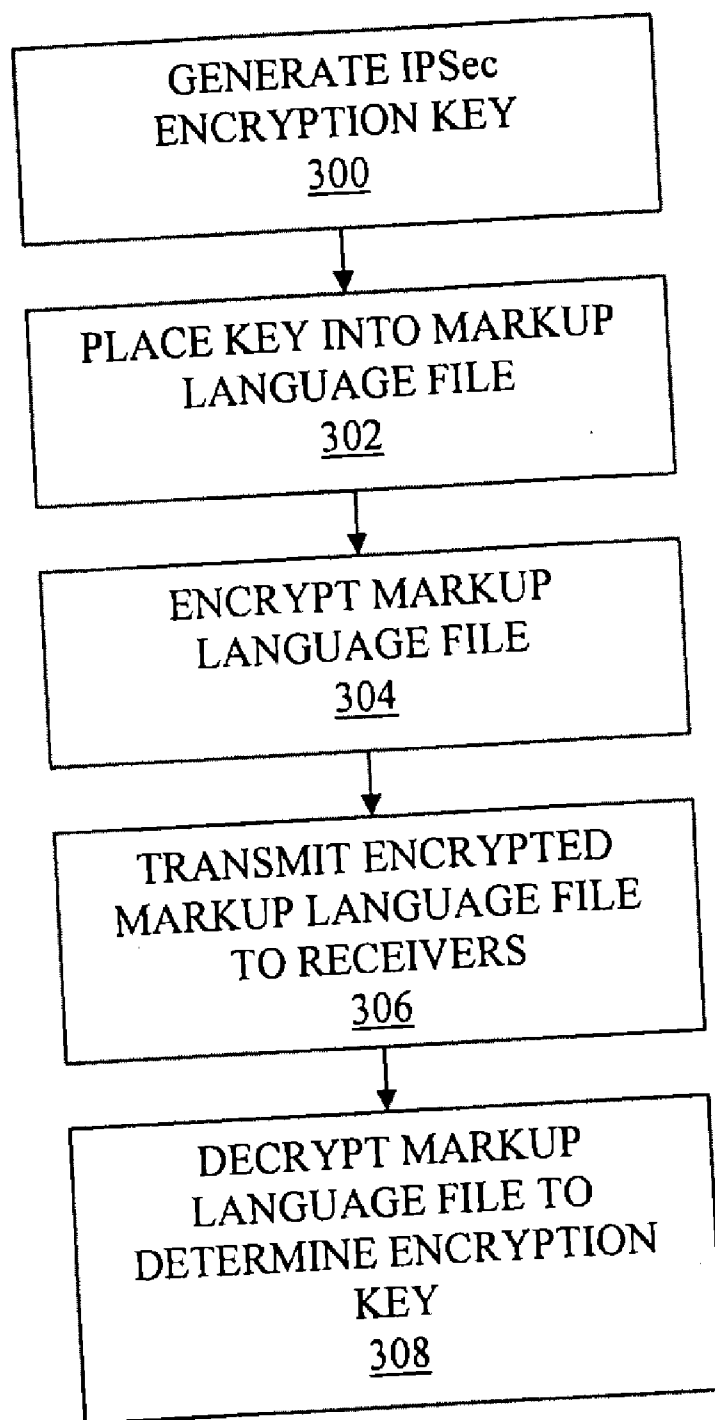 GENERATE IPSec
ENCRYPTION KEY
300
PLACE KEY INTO MARKUP
LANGUAGE FILE
302
ENCRYPT MARKUP
LANGUAGE FILE
304
TRANSMIT ENCRYPTED
MARKUP LANGUAGE FILE
TO RECEIVERS
306
DECRYPT MARKUP
LANGUAGE FILE TO
DETERMINE ENCRYPTION
KEY
308